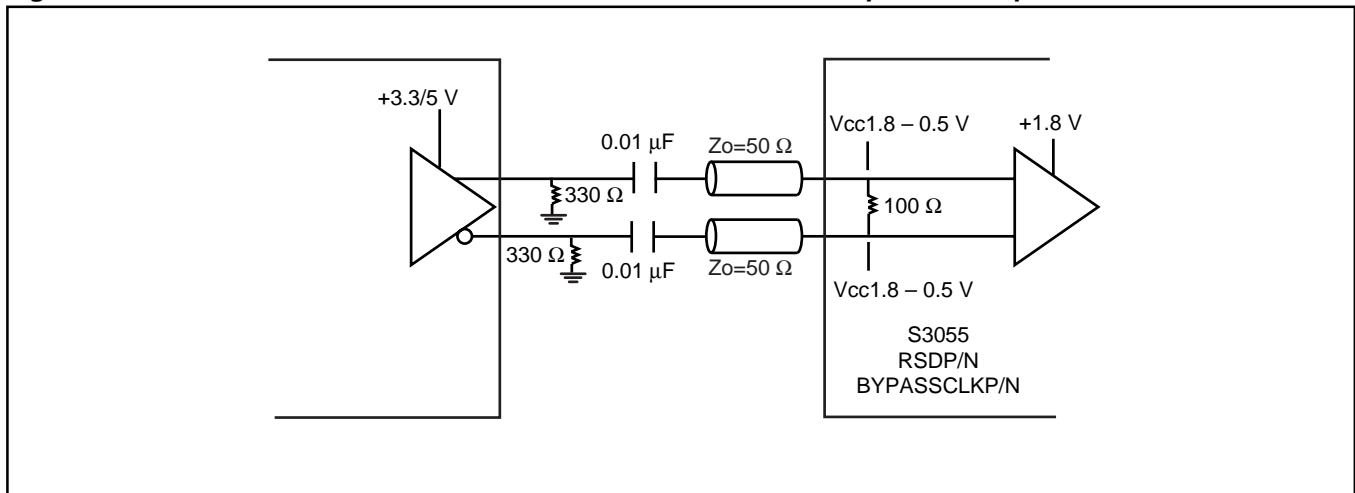 +3.3/5 V
0.01 μF
Zo=50 Ω
Vcc1.8 – 0.5 V
+1.8 V
330 Ω
100 Ω
330 Ω
0.01 μF
Zo=50 Ω
Vcc1.8 – 0.5 V
S3055
RSDP/N
BYPASSCLKP/N